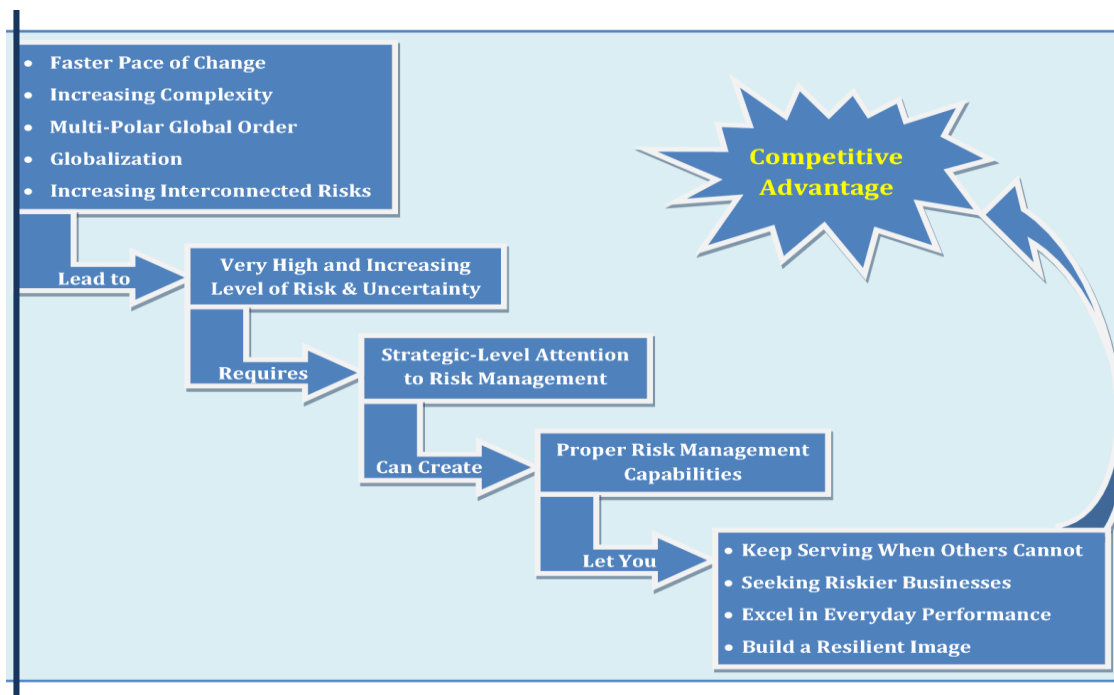 • Faster Pace of Change
• Increasing Complexity
• Multi-Polar Global Order
• Globalization
• Increasing Interconnected Risks
Lead to
Very High and Increasing
Level of Risk & Uncertainty
Requires
Strategic-Level Attention
to Risk Management
Can Create
Proper Risk Management
Capabilities
Let You
• Keep Serving When Others Cannot
• Seeking Riskier Businesses
• Excel in Everyday Performance
• Build a Resilient Image
Competitive
Advantage